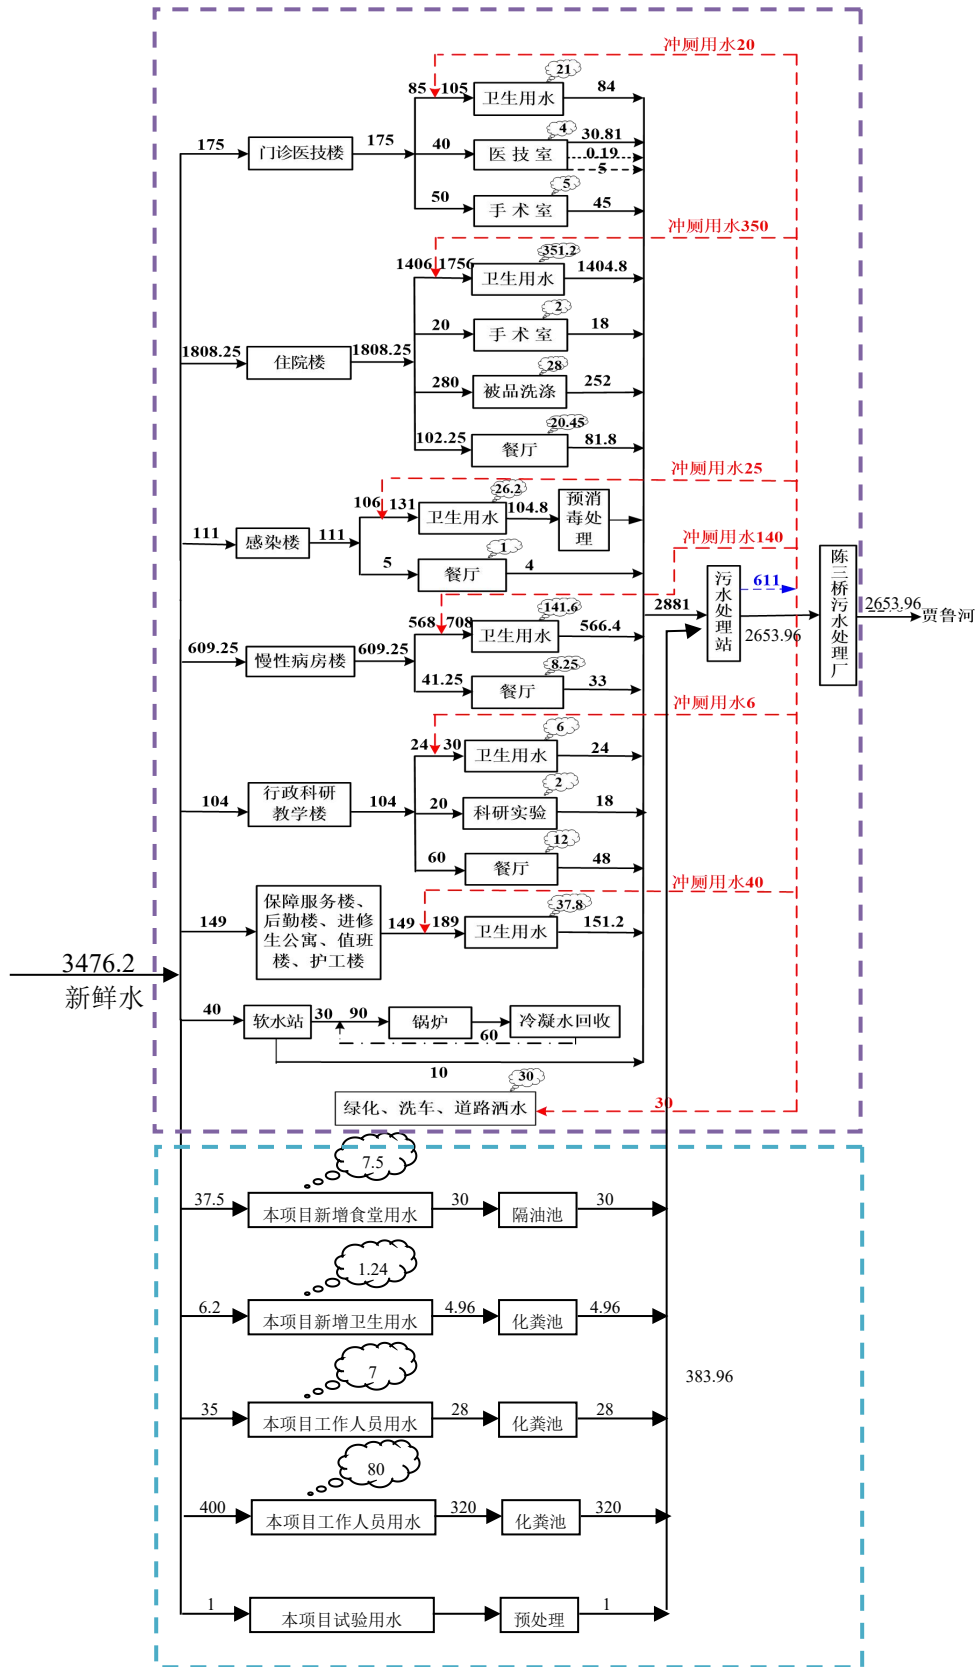 冲厕用水20
21
85 105
卫生用水
84
4
30.81
175
门诊医技楼
175
40
医 技 室
0.19
5
5
50
手 术 室
45
冲厕用水350
351.2
1406 1756
卫生用水
1404.8
2
20
手 术 室
18
1808.25
住院楼
1808.25
28
280
被品洗涤
252
20.45
102.25
餐厅
81.8
冲厕用水25
26.2
106 131
卫生用水
104.8
预消毒处理
111
感染楼
111
1
5
餐厅
4
冲厕用水140
141.6
568 708
卫生用水
566.4
609.25
慢性病房楼
609.25
8.25
41.25
餐厅
33
2881
污水处理站
611
2653.96
陈三桥污水处理厂
2653.96
贾鲁河
冲厕用水6
6
24 30
卫生用水
24
2
104
行政科研
教学楼
104
20
科研实验
18
12
60
餐厅
48
冲厕用水40
37.8
149
保障服务楼、
后勤楼、进修
生公寓、值班
楼、护工楼
149 189
卫生用水
151.2
3476.2
新鲜水
40
软水站
30 90
锅炉
冷凝水回收
60
10
30
绿化、洗车、道路洒水
30
7.5
37.5
本项目新增食堂用水
30
隔油池
30
1.24
6.2
本项目新增卫生用水
4.96
化粪池
4.96
7
383.96
35
本项目工作人员用水
28
化粪池
28
80
400
本项目工作人员用水
320
化粪池
320
1
本项目试验用水
预处理
1